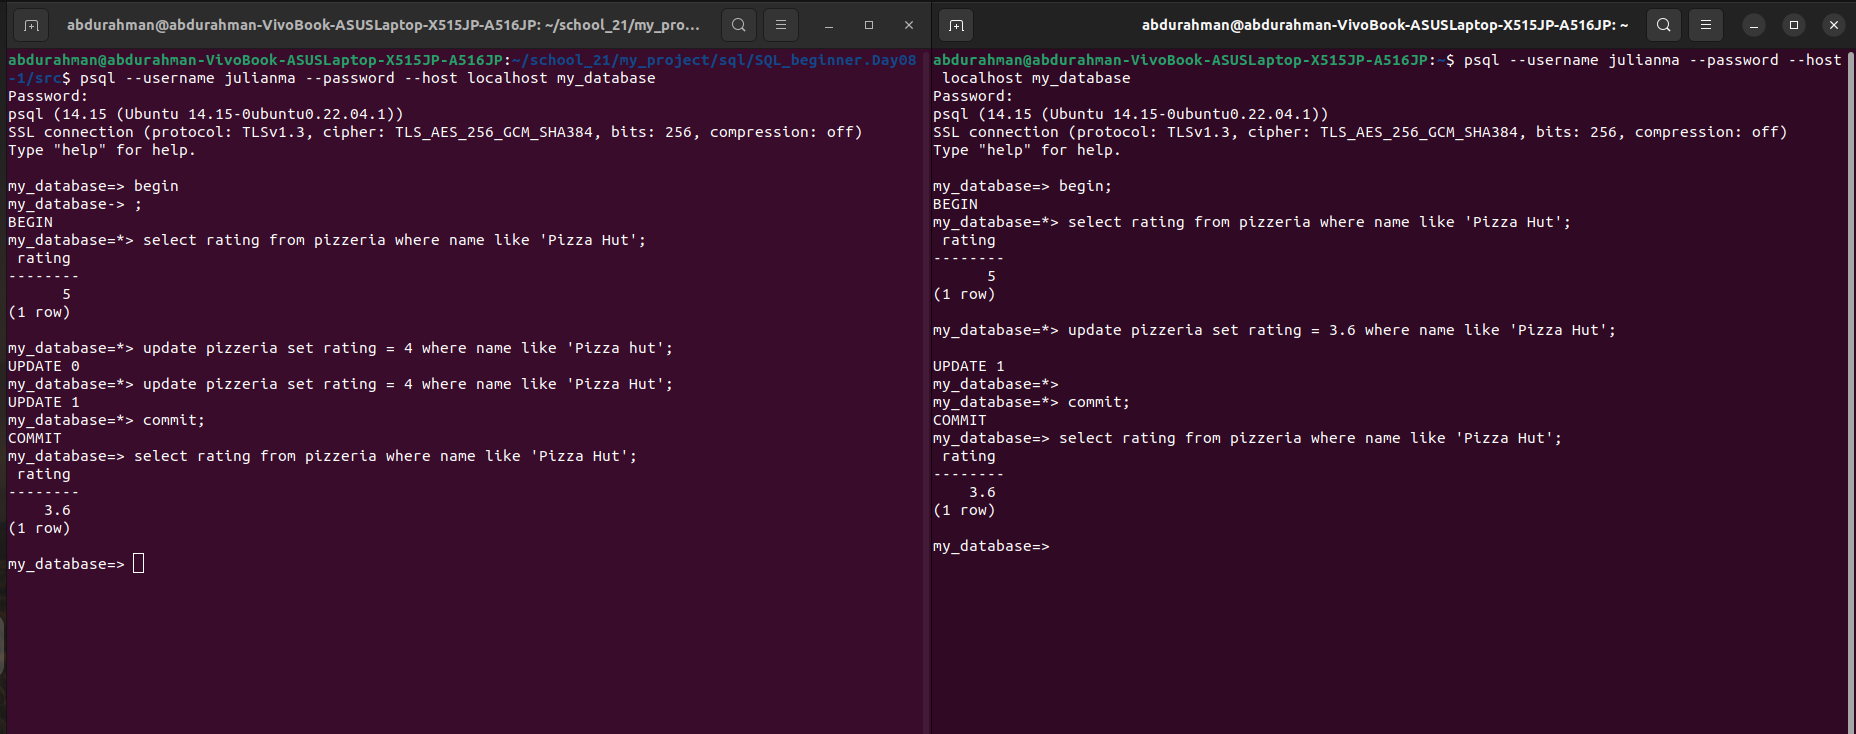 abdurahman@abdurahman-VivoBook-ASUSLaptop-X515JP-A516JP: ~/school_21/my_pro...
abdurahman@abdurahman-VivoBook-ASUSLaptop-X515JP-A516JP:~/school_21/my_project/sql/SQL_beginner.Day08
-1/src$ psql --username julianma --password --host localhost my_database
Password:
psql (14.15 (Ubuntu 14.15-0ubuntu0.22.04.1))
SSL connection (protocol: TLSv1.3, cipher: TLS_AES_256_GCM_SHA384, bits: 256, compression: off)
Type "help" for help.
my_database=> begin
my_database-> ;
BEGIN
my_database=*> select rating from pizzeria where name like 'Pizza Hut';
rating
--------
5
(1 row)
my_database=*> update pizzeria set rating = 4 where name like 'Pizza hut';
UPDATE 0
my_database=*> update pizzeria set rating = 4 where name like 'Pizza Hut';
UPDATE 1
my_database=*> commit;
COMMIT
my_database=> select rating from pizzeria where name like 'Pizza Hut';
rating
--------
3.6
(1 row)
my_database=>
abdurahman@abdurahman-VivoBook-ASUSLaptop-X515JP-A516JP: ~
abdurahman@abdurahman-VivoBook-ASUSLaptop-X515JP-A516JP:~$ psql --username julianma --password --host
localhost my_database
Password:
psql (14.15 (Ubuntu 14.15-0ubuntu0.22.04.1))
SSL connection (protocol: TLSv1.3, cipher: TLS_AES_256_GCM_SHA384, bits: 256, compression: off)
Type "help" for help.
my_database=> begin;
BEGIN
my_database=*> select rating from pizzeria where name like 'Pizza Hut';
rating
--------
5
(1 row)
my_database=*> update pizzeria set rating = 3.6 where name like 'Pizza Hut';
UPDATE 1
my_database=*>
my_database=*> commit;
COMMIT
my_database=> select rating from pizzeria where name like 'Pizza Hut';
rating
--------
3.6
(1 row)
my_database=>